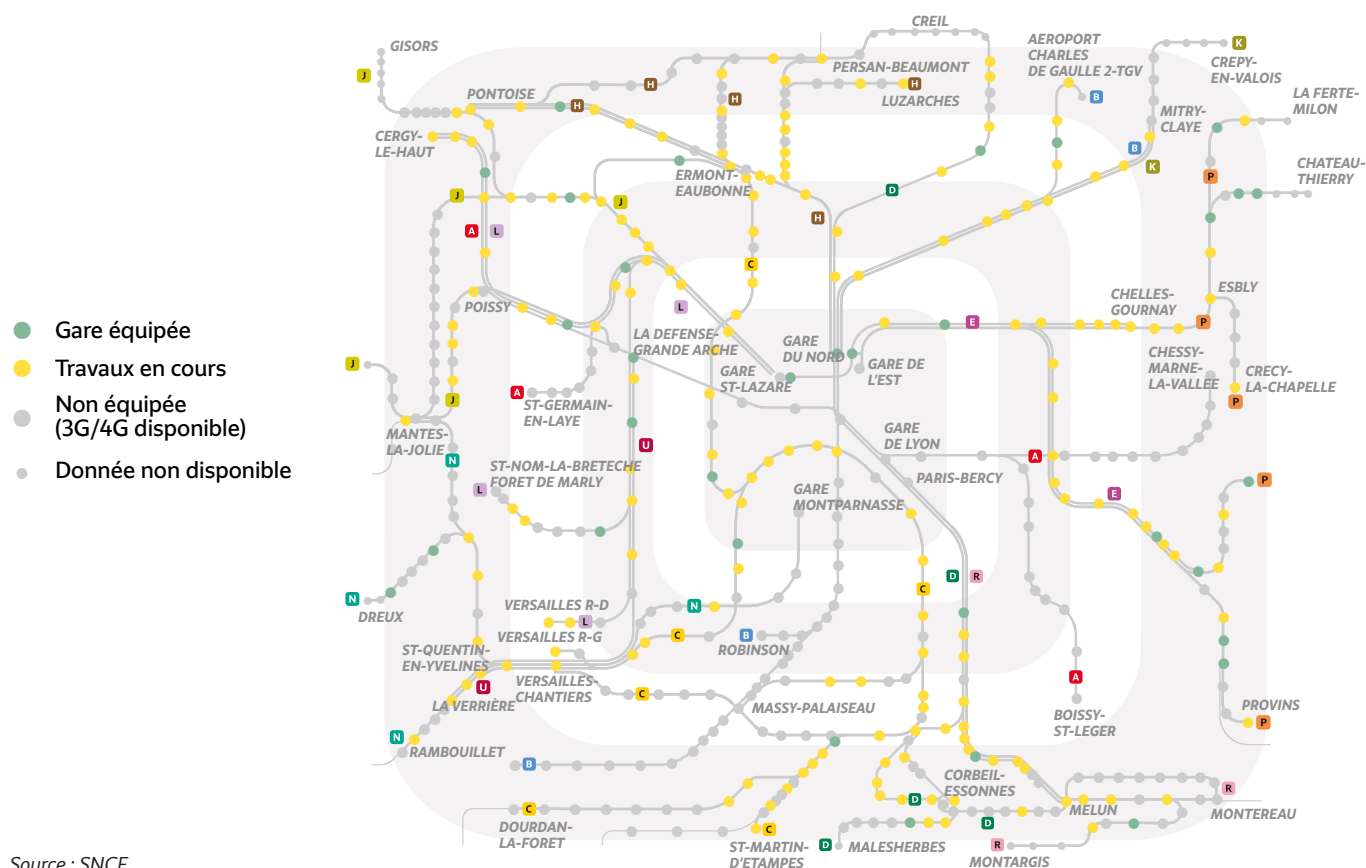 CREIL
GISORS
J
AEROPORT
CHARLES
DE GAULLE 2-TGV
K
CREPY-
EN-VALOIS
PERSAN-BEAUMONT
H
H
LUZARCHES
PONTOISE
H
H
B
LA FERTE-
MILON
MITRY-
CLAYE
CERGY-
LE-HAUT
B
K
CHATEAU-
THIERRY
ERMONT-
EAUBONNE
D
P
J
J
H
A
L
C
ESBLY
POISSY
L
CHELLES-
GOURNAY
E
P
Gare équipée
LA DEFENSE-
GRANDE ARCHE
GARE
DU NORD
GARE DE
L'EST
CHESSY-
MARNE-
LA-VALLEE
Travaux en cours
J
GARE
ST-LAZARE
CRECY-
LA-CHAPELLE
A
J
P
Non équipée
(3G/4G disponible)
ST-GERMAIN-
EN-LAYE
MANTES-
LA-JOLIE
GARE
DE LYON
U
N
A
Donnée non disponible
ST-NOM-LA-BRETECHE
FORET DE MARLY
L
PARIS-BERCY
GARE
MONTPARNASSE
E
P
D
R
C
N
DREUX
VERSAILLES R-D
L
N
VERSAILLES R-G
C
B
ROBINSON
ST-QUENTIN-
EN-YVELINES
VERSAILLES-
CHANTIERS
U
LA VERRIÈRE
C
A
MASSY-PALAISEAU
BOISSY-
ST-LEGER
PROVINS
P
N
RAMBOUILLET
B
CORBEIL-
ESSONNES
R
D
C
DOURDAN-
LA-FORET
MELUN
MONTEREAU
C
ST-MARTIN-
D'ETAMPES
D
MALESHERBES
D
R
MONTARGIS
Source : SNCF